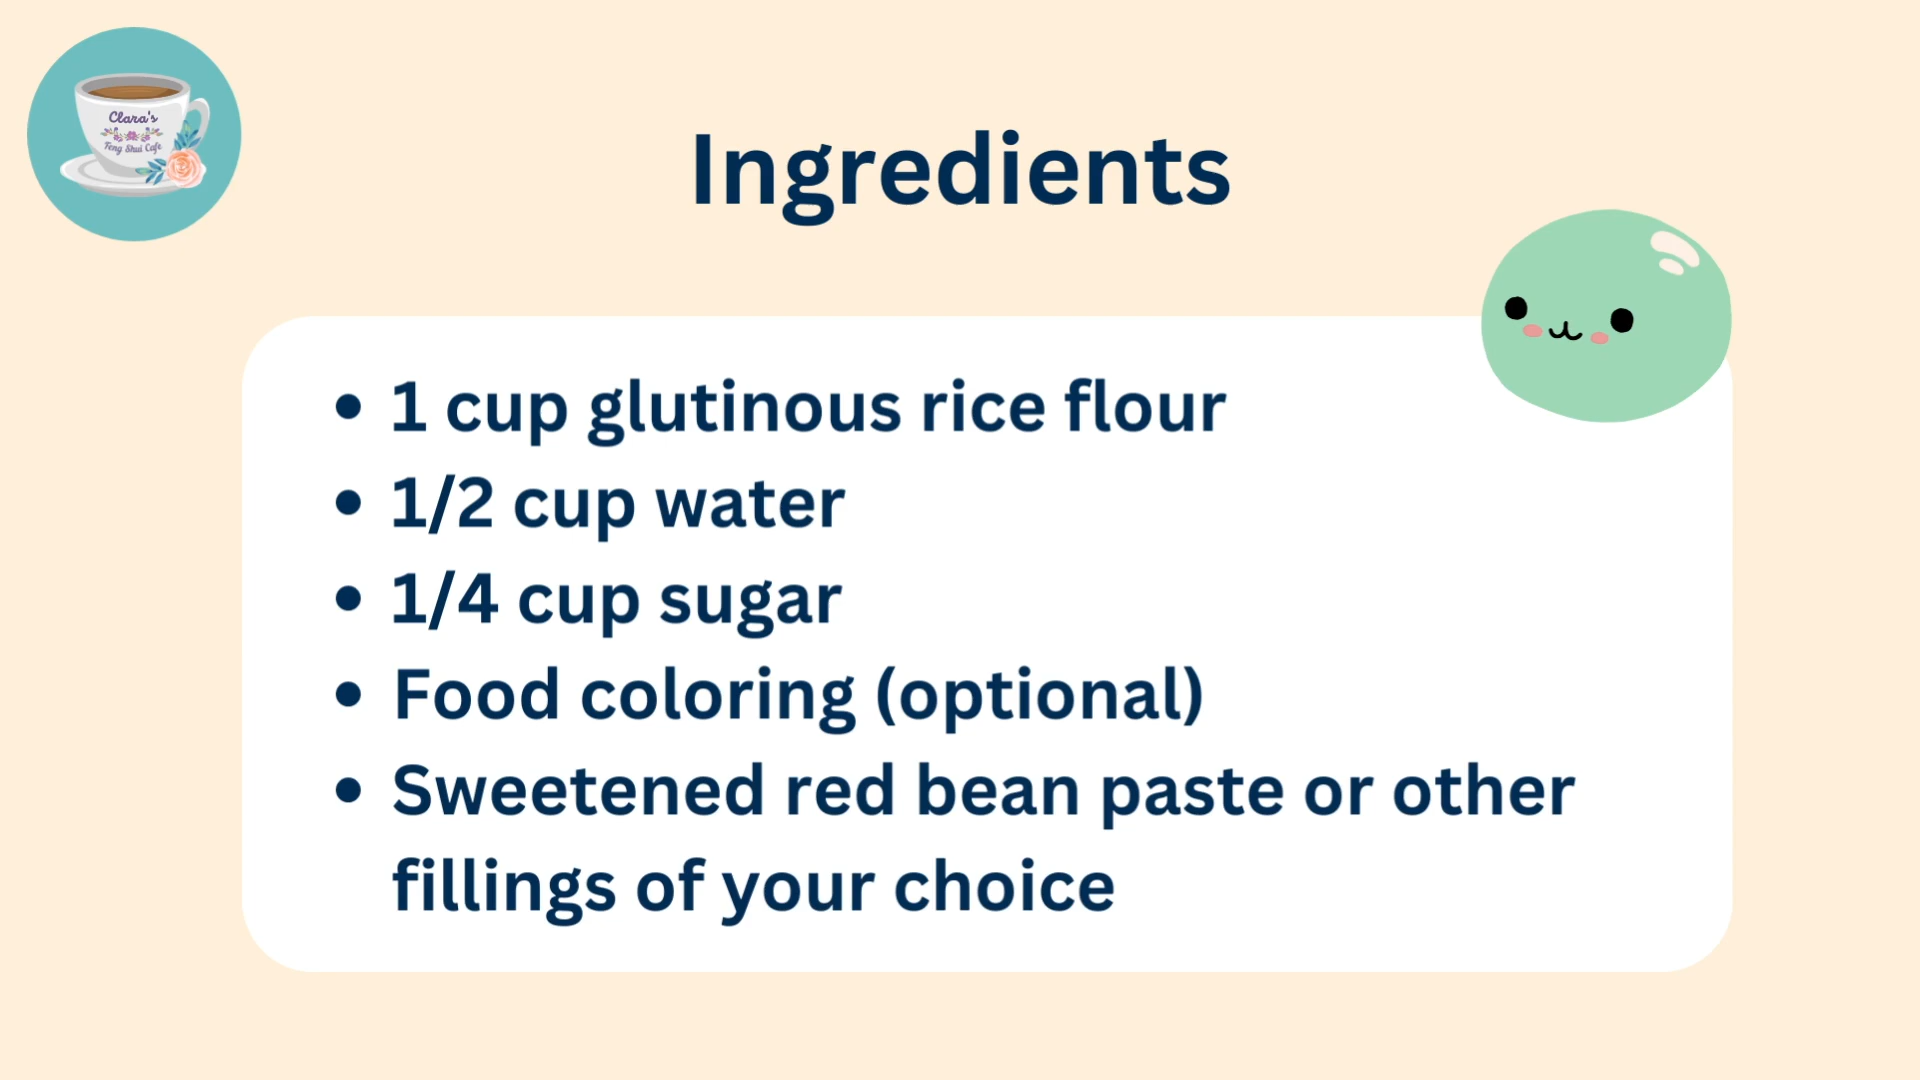 Clara's
Feng Shui Cafe
Ingredients
• 1 cup glutinous rice flour
• 1/2 cup water
• 1/4 cup sugar
• Food coloring (optional)
• Sweetened red bean paste or other
fillings of your choice